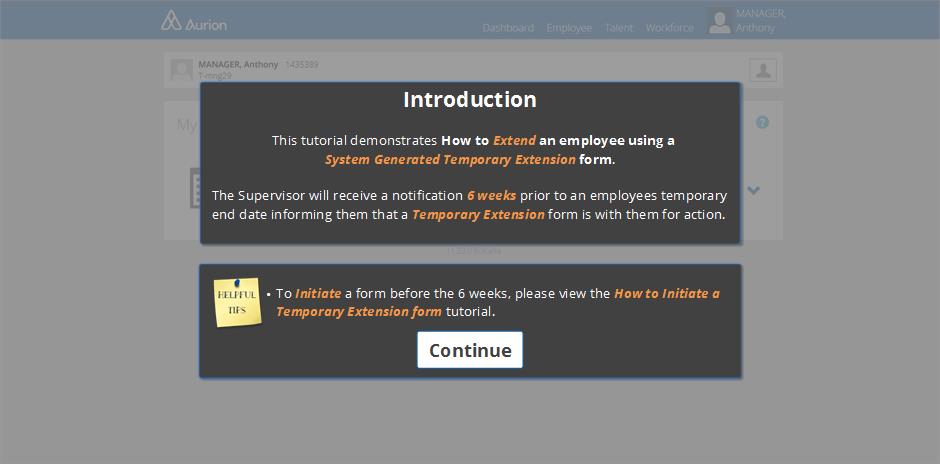 Aurion
Dashboard Employee Talent Workforce
MANAGER,
Anthony
MANAGER, Anthony 1435389
T-mng29
My
Introduction
This tutorial demonstrates How to Extend an employee using a
System Generated Temporary Extension form.
The Supervisor will receive a notification 6 weeks prior to an employees temporary
end date informing them that a Temporary Extension form is with them for action.
HELPFUL
TIPS
• To Initiate a form before the 6 weeks, please view the How to Initiate a
Temporary Extension form tutorial.
Continue